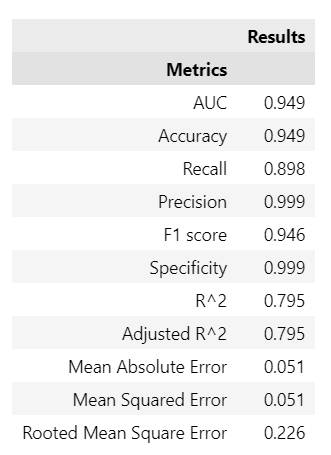 Results
Metrics
AUC 0.949
Accuracy 0.949
Recall 0.898
Precision 0.999
F1 score 0.946
Specificity 0.999
R^2 0.795
Adjusted R^2 0.795
Mean Absolute Error 0.051
Mean Squared Error 0.051
Rooted Mean Square Error 0.226